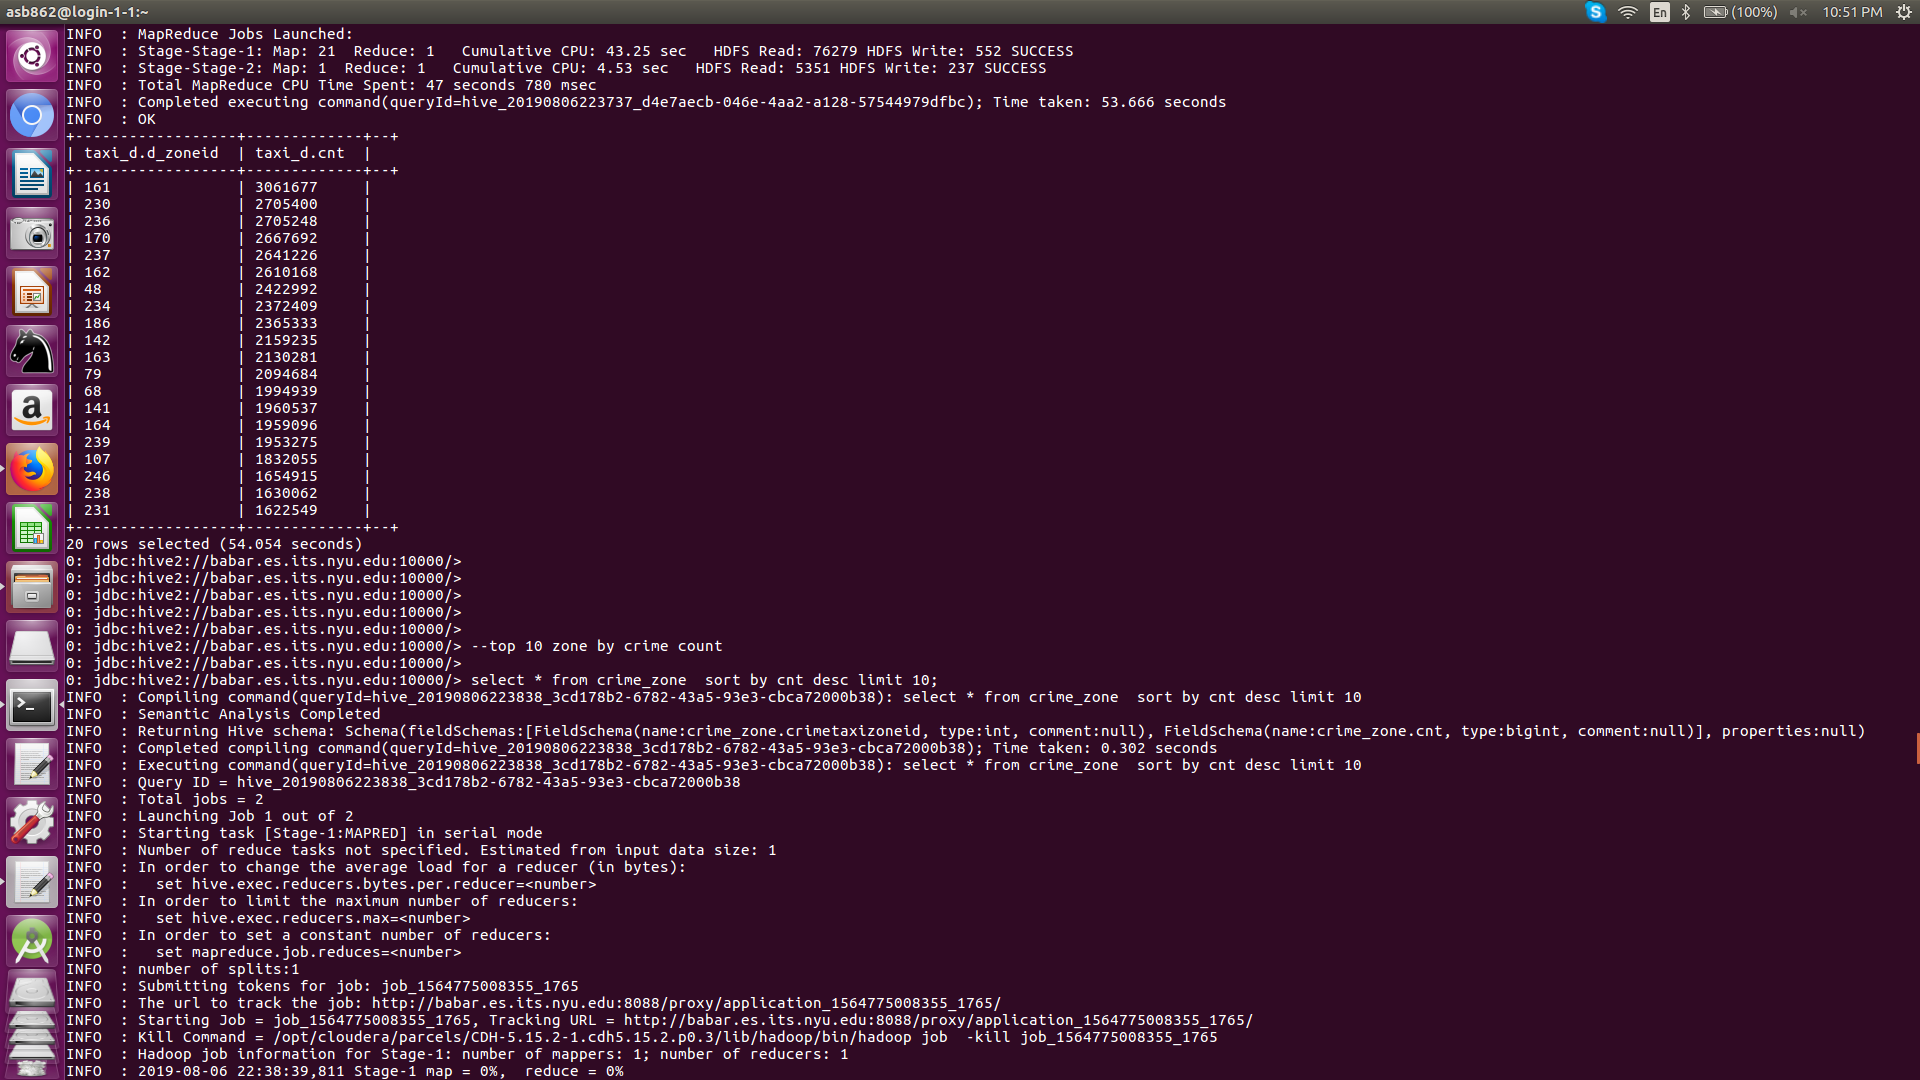 asb862@login-1-1:~ En (100%) 10:51 PM
INFO  : MapReduce Jobs Launched:
INFO  : Stage-Stage-1: Map: 21  Reduce: 1   Cumulative CPU: 43.25 sec   HDFS Read: 76279 HDFS Write: 552 SUCCESS
INFO  : Stage-Stage-2: Map: 1  Reduce: 1   Cumulative CPU: 4.53 sec   HDFS Read: 5351 HDFS Write: 237 SUCCESS
INFO  : Total MapReduce CPU Time Spent: 47 seconds 780 msec
INFO  : Completed executing command(queryId=hive_20190806223737_d4e7aecb-046e-4aa2-a128-57544979dfbc); Time taken: 53.666 seconds
INFO  : OK
+------------------+-------------+--+
| taxi_d.d_zoneid  | taxi_d.cnt  |
+------------------+-------------+--+
| 161              | 3061677     |
| 230              | 2705400     |
| 236              | 2705248     |
| 170              | 2667692     |
| 237              | 2641226     |
| 162              | 2610168     |
| 48               | 2422992     |
| 234              | 2372409     |
| 186              | 2365333     |
| 142              | 2159235     |
| 163              | 2130281     |
| 79               | 2094684     |
| 68               | 1994939     |
| 141              | 1960537     |
| 164              | 1959096     |
| 239              | 1953275     |
| 107              | 1832055     |
| 246              | 1654915     |
| 238              | 1630062     |
| 231              | 1622549     |
+------------------+-------------+--+
20 rows selected (54.054 seconds)
0: jdbc:hive2://babar.es.its.nyu.edu:10000/>
0: jdbc:hive2://babar.es.its.nyu.edu:10000/>
0: jdbc:hive2://babar.es.its.nyu.edu:10000/>
0: jdbc:hive2://babar.es.its.nyu.edu:10000/>
0: jdbc:hive2://babar.es.its.nyu.edu:10000/>
0: jdbc:hive2://babar.es.its.nyu.edu:10000/> --top 10 zone by crime count
0: jdbc:hive2://babar.es.its.nyu.edu:10000/>
0: jdbc:hive2://babar.es.its.nyu.edu:10000/> select * from crime_zone  sort by cnt desc limit 10;
INFO  : Compiling command(queryId=hive_20190806223838_3cd178b2-6782-43a5-93e3-cbca72000b38): select * from crime_zone  sort by cnt desc limit 10
INFO  : Semantic Analysis Completed
INFO  : Returning Hive schema: Schema(fieldSchemas:[FieldSchema(name:crime_zone.crimetaxizoneid, type:int, comment:null), FieldSchema(name:crime_zone.cnt, type:bigint, comment:null)], properties:null)
INFO  : Completed compiling command(queryId=hive_20190806223838_3cd178b2-6782-43a5-93e3-cbca72000b38); Time taken: 0.302 seconds
INFO  : Executing command(queryId=hive_20190806223838_3cd178b2-6782-43a5-93e3-cbca72000b38): select * from crime_zone  sort by cnt desc limit 10
INFO  : Query ID = hive_20190806223838_3cd178b2-6782-43a5-93e3-cbca72000b38
INFO  : Total jobs = 2
INFO  : Launching Job 1 out of 2
INFO  : Starting task [Stage-1:MAPRED] in serial mode
INFO  : Number of reduce tasks not specified. Estimated from input data size: 1
INFO  : In order to change the average load for a reducer (in bytes):
INFO  :   set hive.exec.reducers.bytes.per.reducer=<number>
INFO  : In order to limit the maximum number of reducers:
INFO  :   set hive.exec.reducers.max=<number>
INFO  : In order to set a constant number of reducers:
INFO  :   set mapreduce.job.reduces=<number>
INFO  : number of splits:1
INFO  : Submitting tokens for job: job_1564775008355_1765
INFO  : The url to track the job: http://babar.es.its.nyu.edu:8088/proxy/application_1564775008355_1765/
INFO  : Starting Job = job_1564775008355_1765, Tracking URL = http://babar.es.its.nyu.edu:8088/proxy/application_1564775008355_1765/
INFO  : Kill Command = /opt/cloudera/parcels/CDH-5.15.2-1.cdh5.15.2.p0.3/lib/hadoop/bin/hadoop job  -kill job_1564775008355_1765
INFO  : Hadoop job information for Stage-1: number of mappers: 1; number of reducers: 1
INFO  : 2019-08-06 22:38:39,811 Stage-1 map = 0%,  reduce = 0%